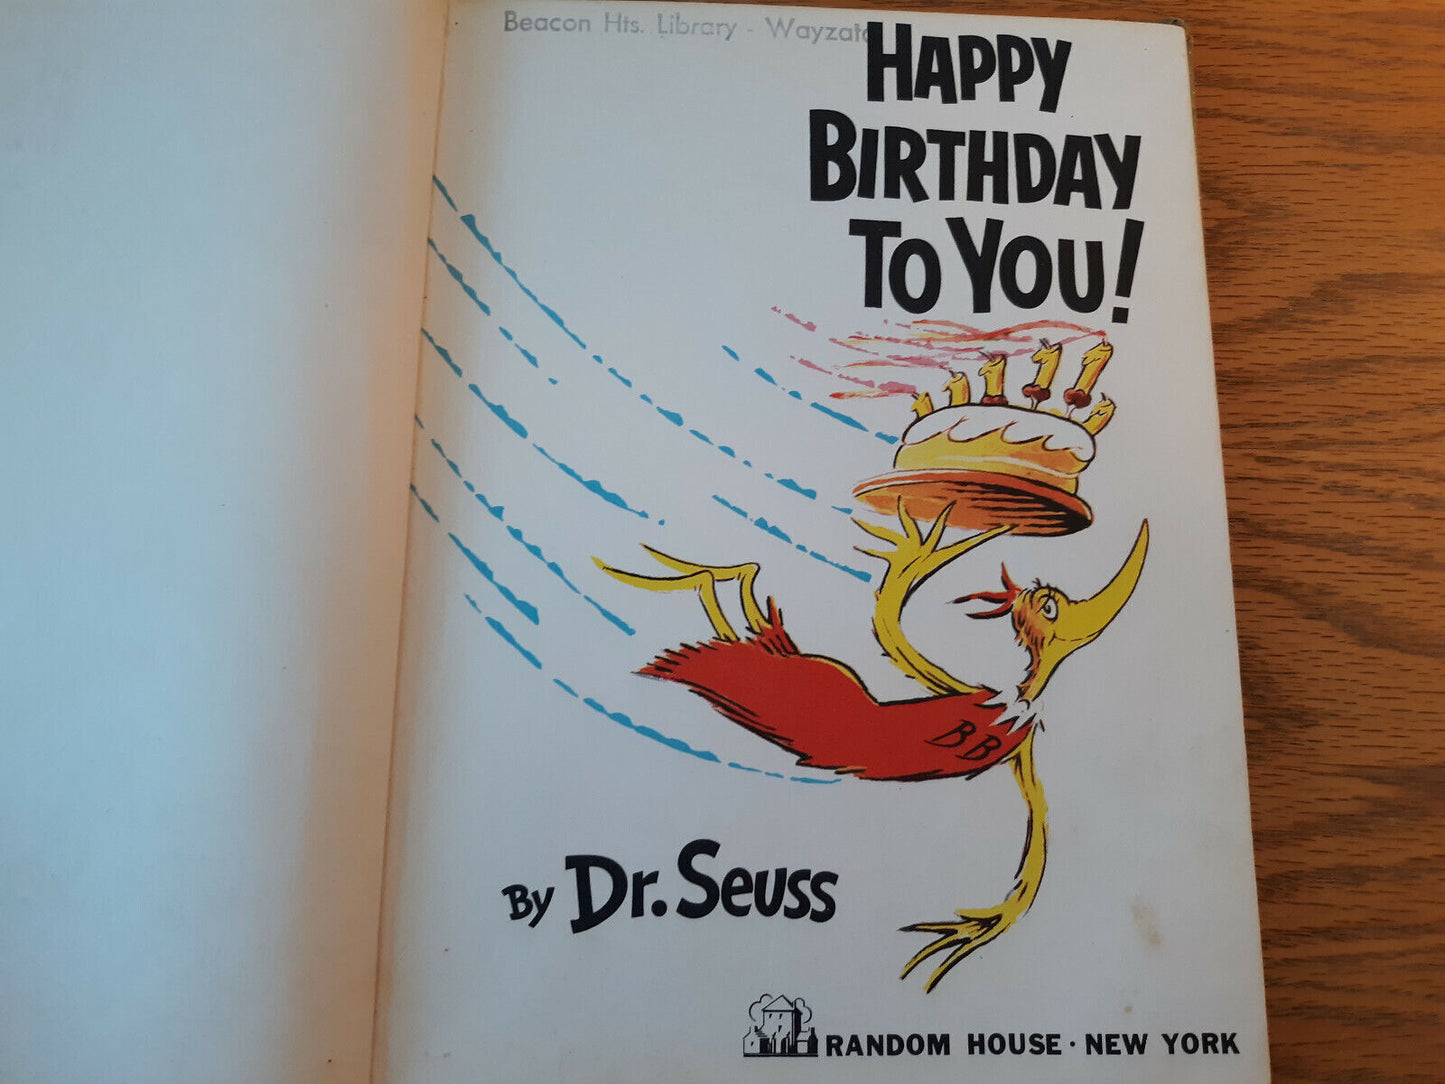 Beacon Hts. Library - Wayzata
HAPPY
BIRTHDAY
TO YOU!
BB
By Dr. Seuss
RANDOM HOUSE · NEW YORK